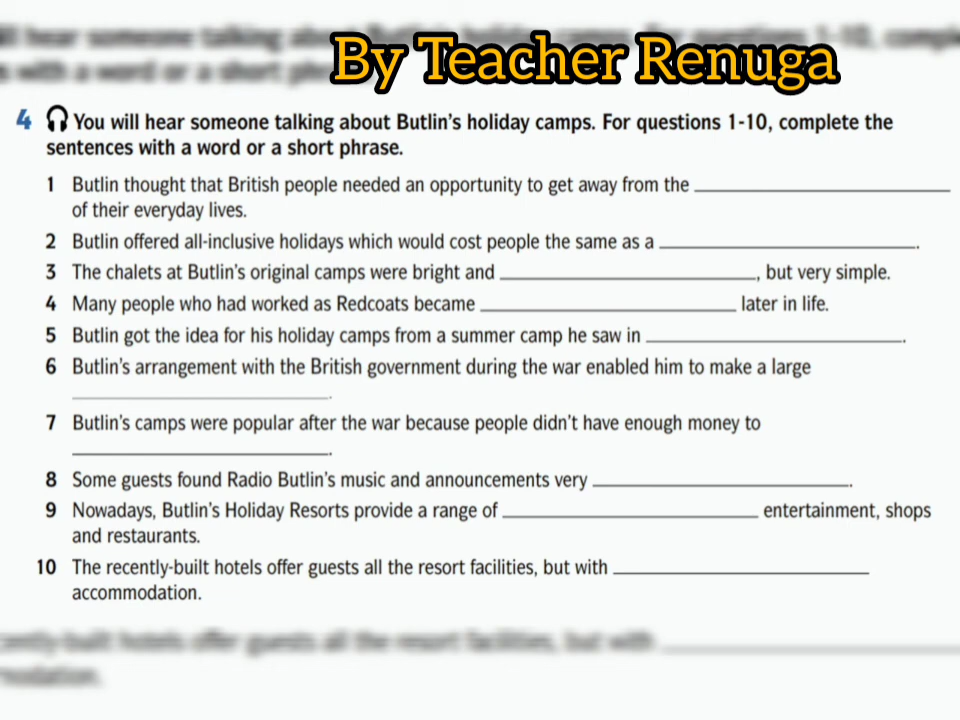 By Teacher Renuga
4 You will hear someone talking about Butlin's holiday camps. For questions 1-10, complete the
sentences with a word or a short phrase.
1 Butlin thought that British people needed an opportunity to get away from the
of their everyday lives.
2 Butlin offered all-inclusive holidays which would cost people the same as a .
3 The chalets at Butlin's original camps were bright and , but very simple.
4 Many people who had worked as Redcoats became later in life.
5 Butlin got the idea for his holiday camps from a summer camp he saw in .
6 Butlin's arrangement with the British government during the war enabled him to make a large
.
7 Butlin's camps were popular after the war because people didn't have enough money to
.
8 Some guests found Radio Butlin's music and announcements very .
9 Nowadays, Butlin's Holiday Resorts provide a range of entertainment, shops
and restaurants.
10 The recently-built hotels offer guests all the resort facilities, but with
accommodation.